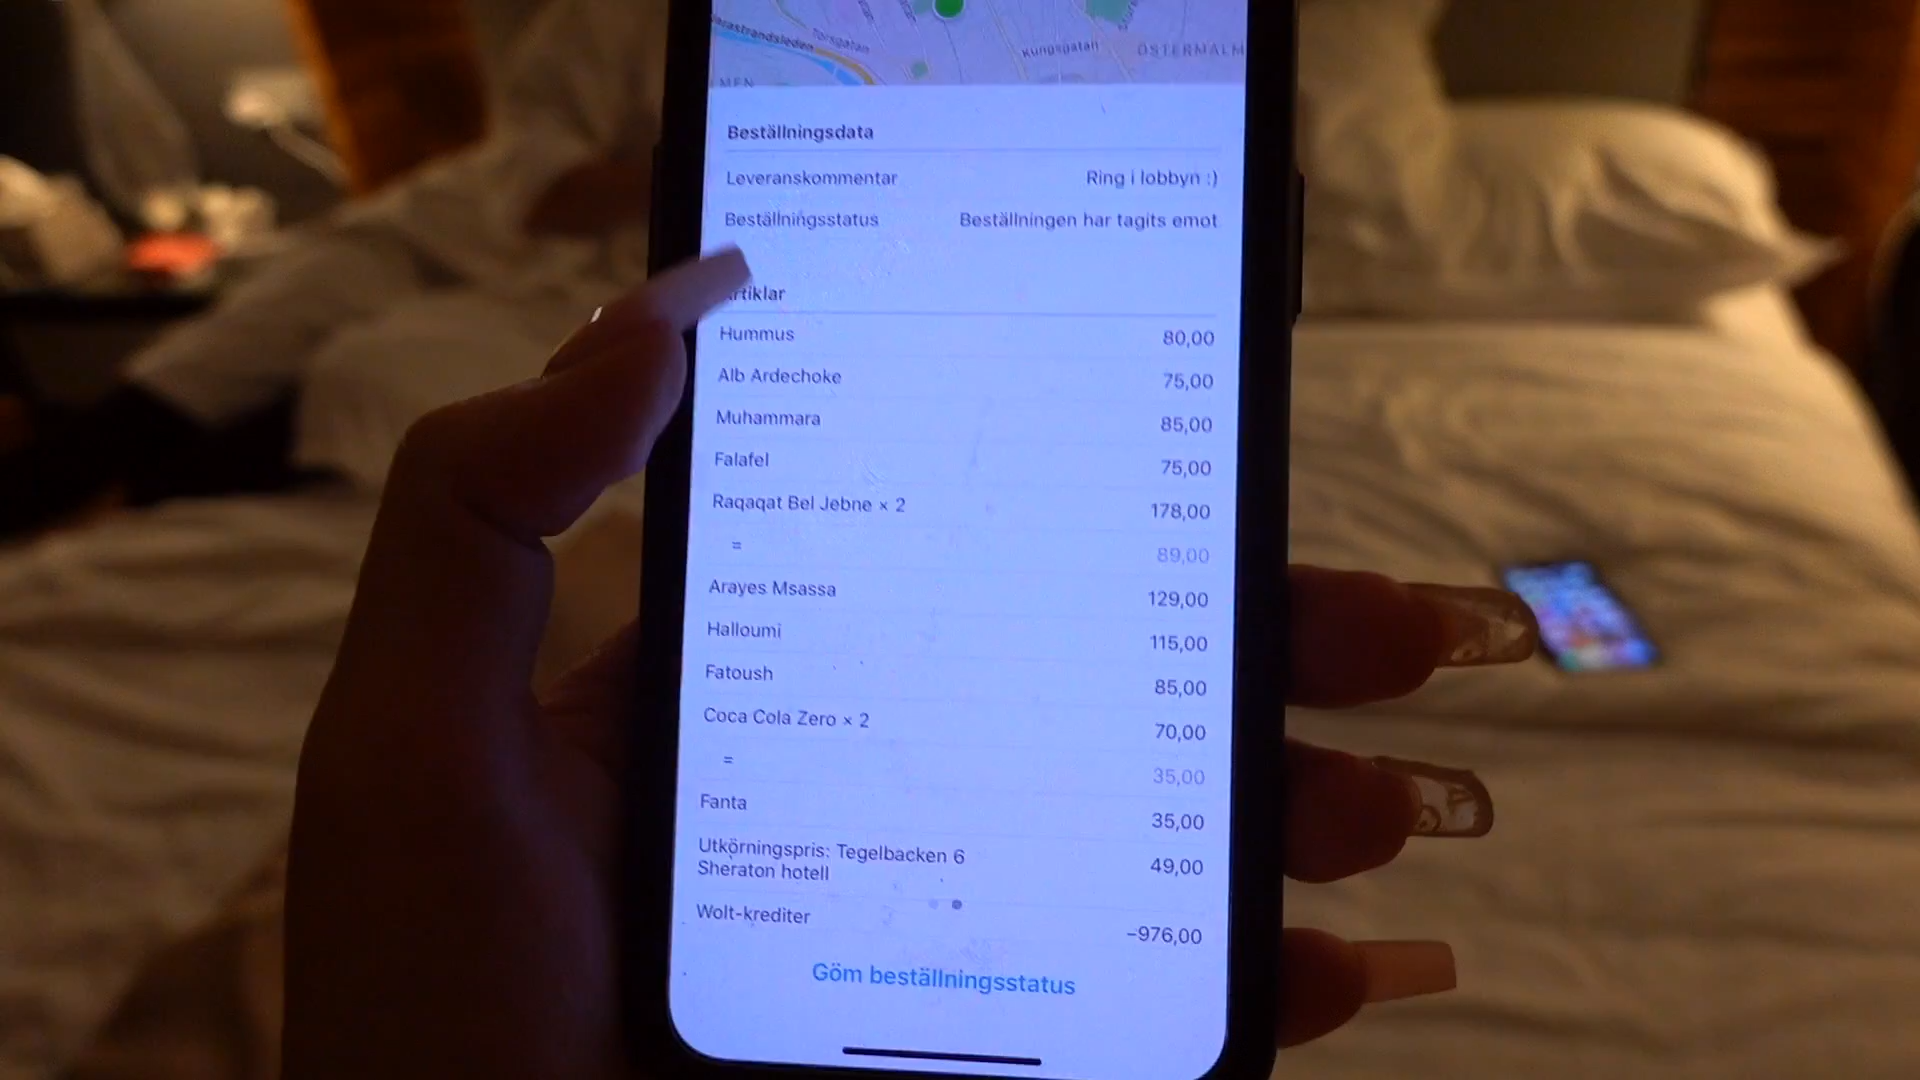 Torsgatan
Kungsgatan
ÖSTERMALM
Beställningsdata
Leveranskommentar Ring i lobbyn :)
Beställningsstatus Beställningen har tagits emot
rtiklar
Hummus 80,00
Alb Ardechoke 75,00
Muhammara 85,00
Falafel 75,00
Raqaqat Bel Jebne × 2 178,00
= 89,00
Arayes Msassa 129,00
Halloumi 115,00
Fatoush 85,00
Coca Cola Zero × 2 70,00
= 35,00
Fanta 35,00
Utkörningspris: Tegelbacken 6 49,00
Sheraton hotell
Wolt-krediter −976,00
Göm beställningsstatus